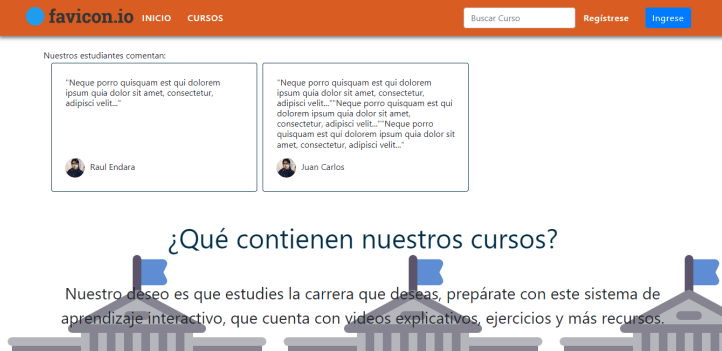 favicon.io INICIO CURSOS Buscar Curso Regístrese Ingrese
Nuestros estudiantes comentan:
"Neque porro quisquam est qui dolorem
ipsum quia dolor sit amet, consectetur,
adipisci velit..."
Raul Endara
"Neque porro quisquam est qui dolorem
ipsum quia dolor sit amet, consectetur,
adipisci velit...""Neque porro quisquam est qui
dolorem ipsum quia dolor sit amet,
consectetur, adipisci velit...""Neque porro
quisquam est qui dolorem ipsum quia dolor sit
amet, consectetur, adipisci velit..."
Juan Carlos
¿Qué contienen nuestros cursos?
Nuestro deseo es que estudies la carrera que deseas, prepárate con este sistema de
aprendizaje interactivo, que cuenta con videos explicativos, ejercicios y más recursos.